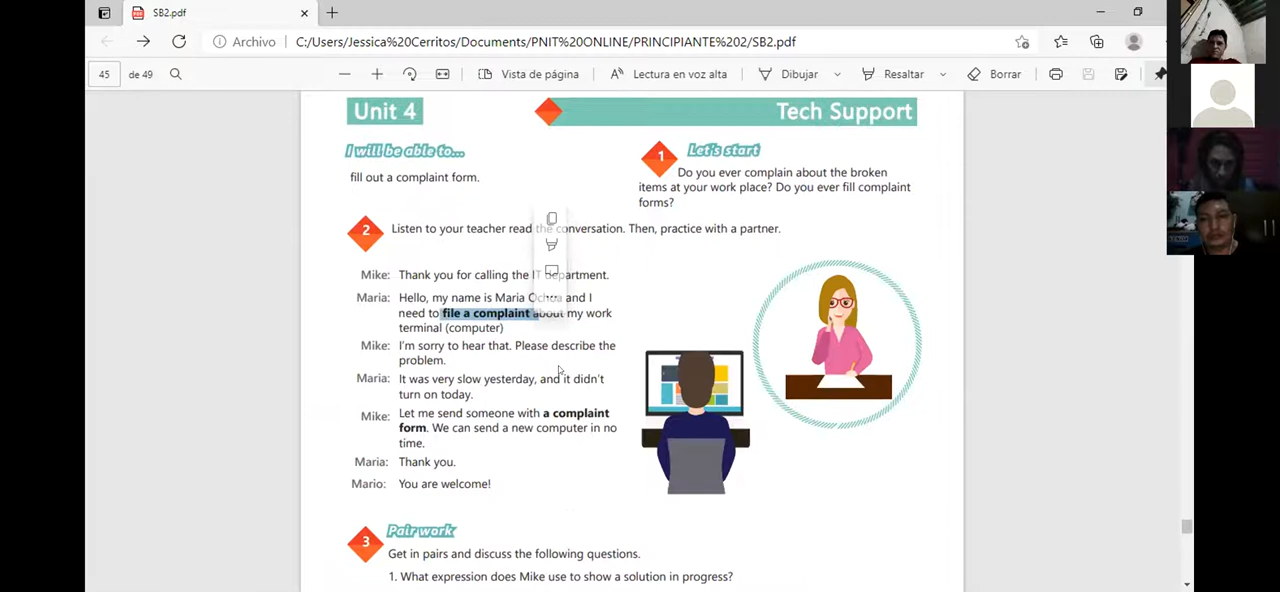 SB2.pdf
Archivo
C:/Users/Jessica%20Cerritos/Documents/PNIT%20ONLINE/PRINCIPIANTE%202/SB2.pdf
45
de 49
Vista de página
Lectura en voz alta
Dibujar
Resaltar
Borrar
Unit 4
Tech Support
I will be able to...
fill out a complaint form.
1
Let's start
Do you ever complain about the broken
items at your work place? Do you ever fill complaint
forms?
2
Listen to your teacher read the conversation. Then, practice with a partner.
Mike: Thank you for calling the IT department.
Maria: Hello, my name is Maria Ochoa and I
need to file a complaint about my work
terminal (computer)
Mike: I'm sorry to hear that. Please describe the
problem.
Maria: It was very slow yesterday, and it didn't
turn on today.
Mike: Let me send someone with a complaint
form. We can send a new computer in no
time.
Maria: Thank you.
Mario: You are welcome!
3
Pair work
Get in pairs and discuss the following questions.
1. What expression does Mike use to show a solution in progress?